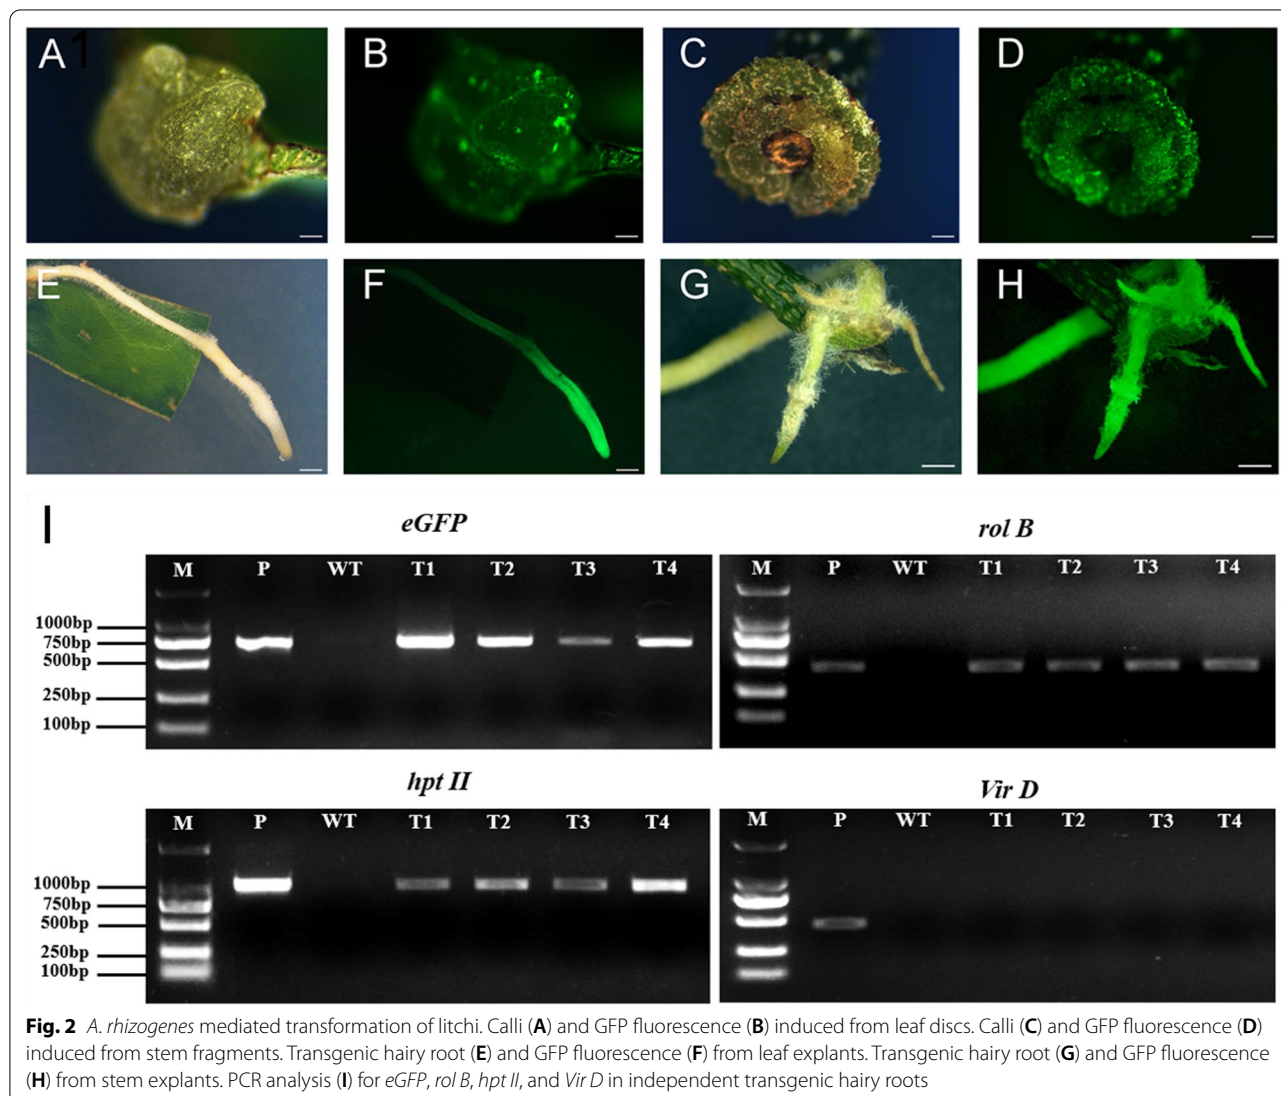 A 1 B C D
E F G H
I
eGFP rol B
M P WT T1 T2 T3 T4 M P WT T1 T2 T3 T4
1000bp
750bp
500bp
250bp
100bp
hpt II Vir D
M P WT T1 T2 T3 T4 M P WT T1 T2 T3 T4
1000bp
750bp
500bp
250bp
100bp
Fig. 2 A. rhizogenes mediated transformation of litchi. Calli (A) and GFP fluorescence (B) induced from leaf discs. Calli (C) and GFP fluorescence (D)
induced from stem fragments. Transgenic hairy root (E) and GFP fluorescence (F) from leaf explants. Transgenic hairy root (G) and GFP fluorescence
(H) from stem explants. PCR analysis (I) for eGFP, rol B, hpt II, and Vir D in independent transgenic hairy roots